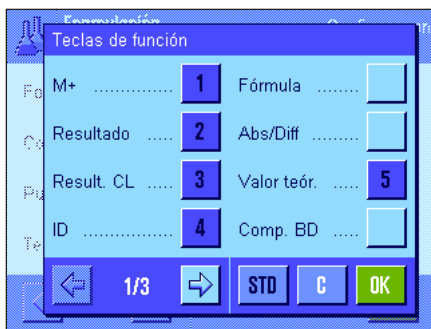 Formulación
Teclas de función
M+ .............. 1
Fórmula ........
Resultado ..... 2
Abs/Diff ........
Result. CL ..... 3
Valor teór. ..... 5
ID ................ 4
Comp. BD .....
1/3
STD
C
OK